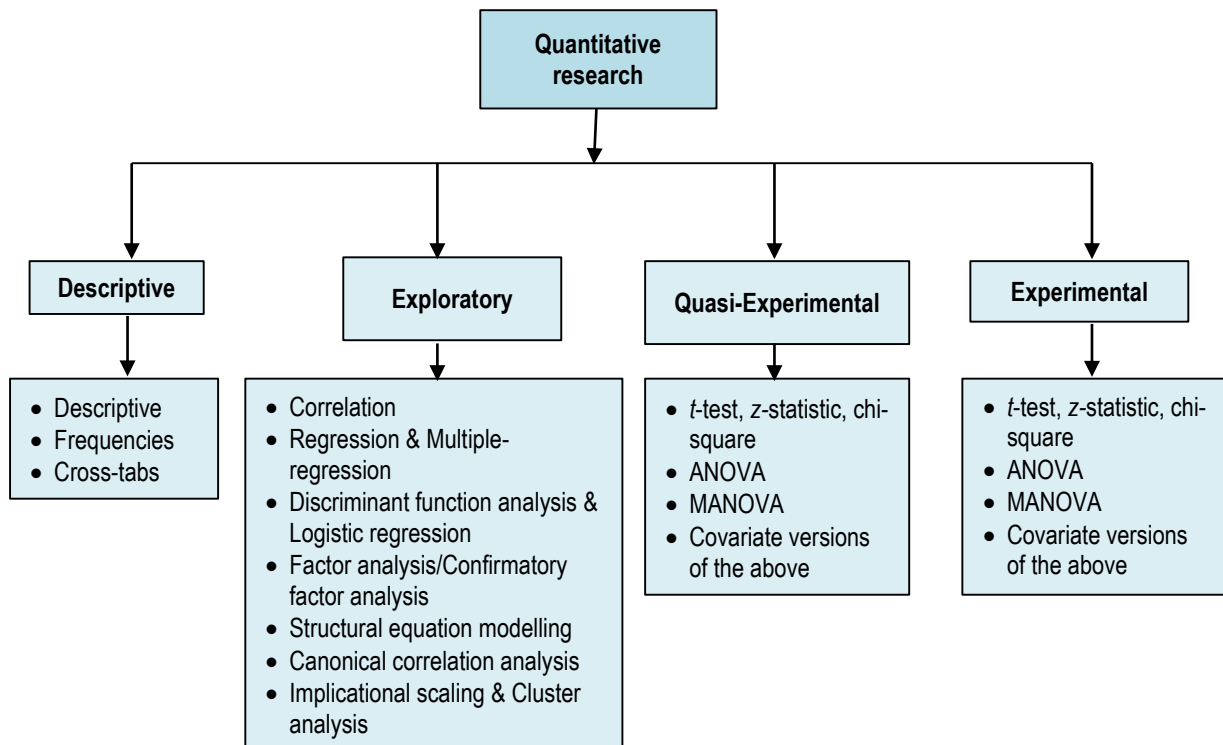 Quantitative
research
Descriptive
Exploratory
Quasi-Experimental
Experimental
• Descriptive
• Frequencies
• Cross-tabs
• Correlation
• Regression & Multiple-
regression
• Discriminant function analysis &
Logistic regression
• Factor analysis/Confirmatory
factor analysis
• Structural equation modelling
• Canonical correlation analysis
• Implicational scaling & Cluster
analysis
• t-test, z-statistic, chi-
square
• ANOVA
• MANOVA
• Covariate versions
of the above
• t-test, z-statistic, chi-
square
• ANOVA
• MANOVA
• Covariate versions
of the above